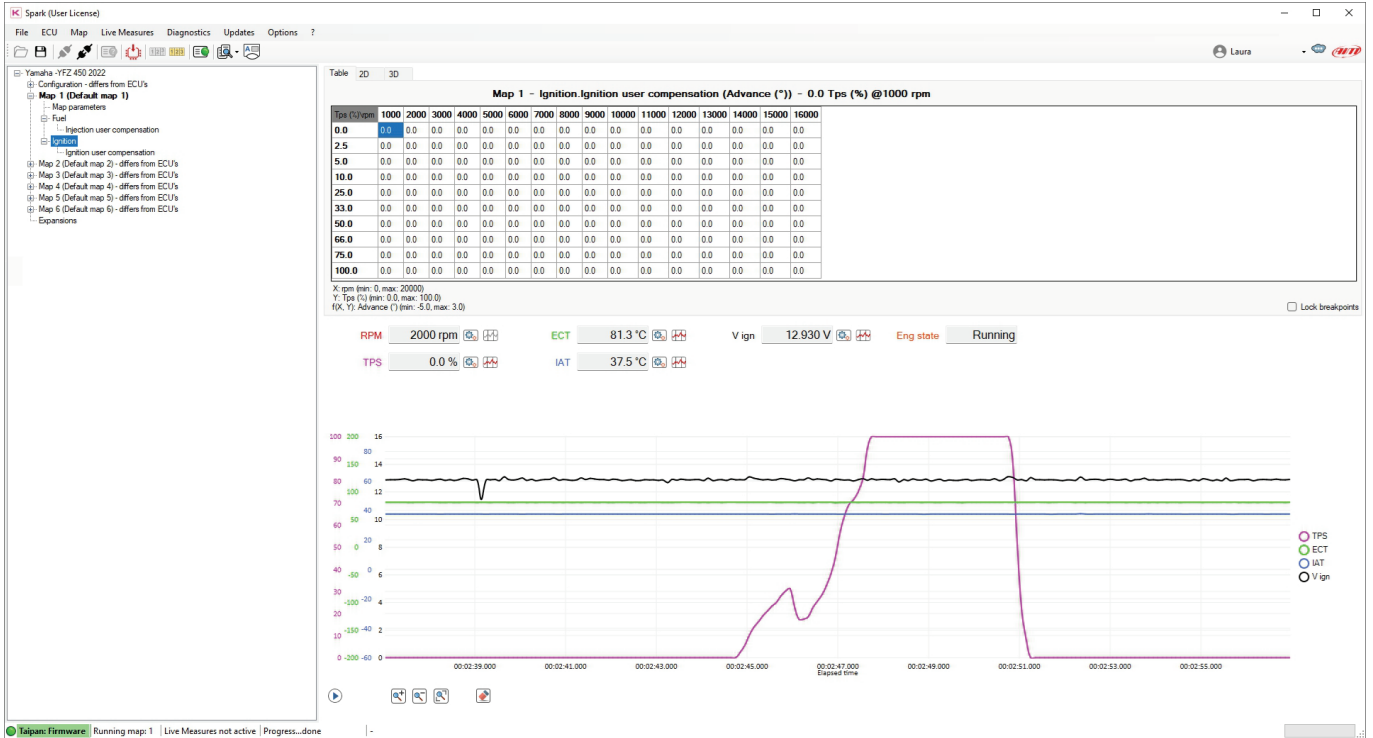 Spark (User License)
File ECU Map Live Measures Diagnostics Updates Options ?
Laura
Yamaha -YFZ 450 2022
Configuration - differs from ECU's
Map 1 (Default map 1)
Map parameters
Fuel
Injection user compensation
Ignition
Ignition user compensation
Map 2 (Default map 2) - differs from ECU's
Map 3 (Default map 3) - differs from ECU's
Map 4 (Default map 4) - differs from ECU's
Map 5 (Default map 5) - differs from ECU's
Map 6 (Default map 6) - differs from ECU's
Expansions
Table 2D 3D
Map 1 - Ignition.Ignition user compensation (Advance (°)) - 0.0 Tps (%) @1000 rpm
Tps (%)\rpm 1000 2000 3000 4000 5000 6000 7000 8000 9000 10000 11000 12000 13000 14000 15000 16000
0.0 0.0 0.0 0.0 0.0 0.0 0.0 0.0 0.0 0.0 0.0 0.0 0.0 0.0 0.0 0.0 0.0
2.5 0.0 0.0 0.0 0.0 0.0 0.0 0.0 0.0 0.0 0.0 0.0 0.0 0.0 0.0 0.0 0.0
5.0 0.0 0.0 0.0 0.0 0.0 0.0 0.0 0.0 0.0 0.0 0.0 0.0 0.0 0.0 0.0 0.0
10.0 0.0 0.0 0.0 0.0 0.0 0.0 0.0 0.0 0.0 0.0 0.0 0.0 0.0 0.0 0.0 0.0
25.0 0.0 0.0 0.0 0.0 0.0 0.0 0.0 0.0 0.0 0.0 0.0 0.0 0.0 0.0 0.0 0.0
33.0 0.0 0.0 0.0 0.0 0.0 0.0 0.0 0.0 0.0 0.0 0.0 0.0 0.0 0.0 0.0 0.0
50.0 0.0 0.0 0.0 0.0 0.0 0.0 0.0 0.0 0.0 0.0 0.0 0.0 0.0 0.0 0.0 0.0
66.0 0.0 0.0 0.0 0.0 0.0 0.0 0.0 0.0 0.0 0.0 0.0 0.0 0.0 0.0 0.0 0.0
75.0 0.0 0.0 0.0 0.0 0.0 0.0 0.0 0.0 0.0 0.0 0.0 0.0 0.0 0.0 0.0 0.0
100.0 0.0 0.0 0.0 0.0 0.0 0.0 0.0 0.0 0.0 0.0 0.0 0.0 0.0 0.0 0.0 0.0
X: rpm (min: 0, max: 20000)
Y: Tps (%) (min: 0.0, max: 100.0)
f(X, Y): Advance (°) (min: -5.0, max: 3.0)
Lock breakpoints
RPM 2000 rpm ECT 81.3 °C V ign 12.930 V Eng state Running
TPS 0.0 % IAT 37.5 °C
100 200 16
80
90 150 14
80 60
100 12
70
40
60 50 10
20
50 0 8
40 0
-50 6
30
-100 -20 4
20
10 -150 -40 2
0 -200 -60 0
TPS
ECT
IAT
V ign
00:02:39.000 00:02:41.000 00:02:43.000 00:02:45.000 00:02:47.000 00:02:49.000 00:02:51.000 00:02:53.000 00:02:55.000
Elapsed time
Taipan: Firmware Running map: 1 Live Measures not active Progress...done -